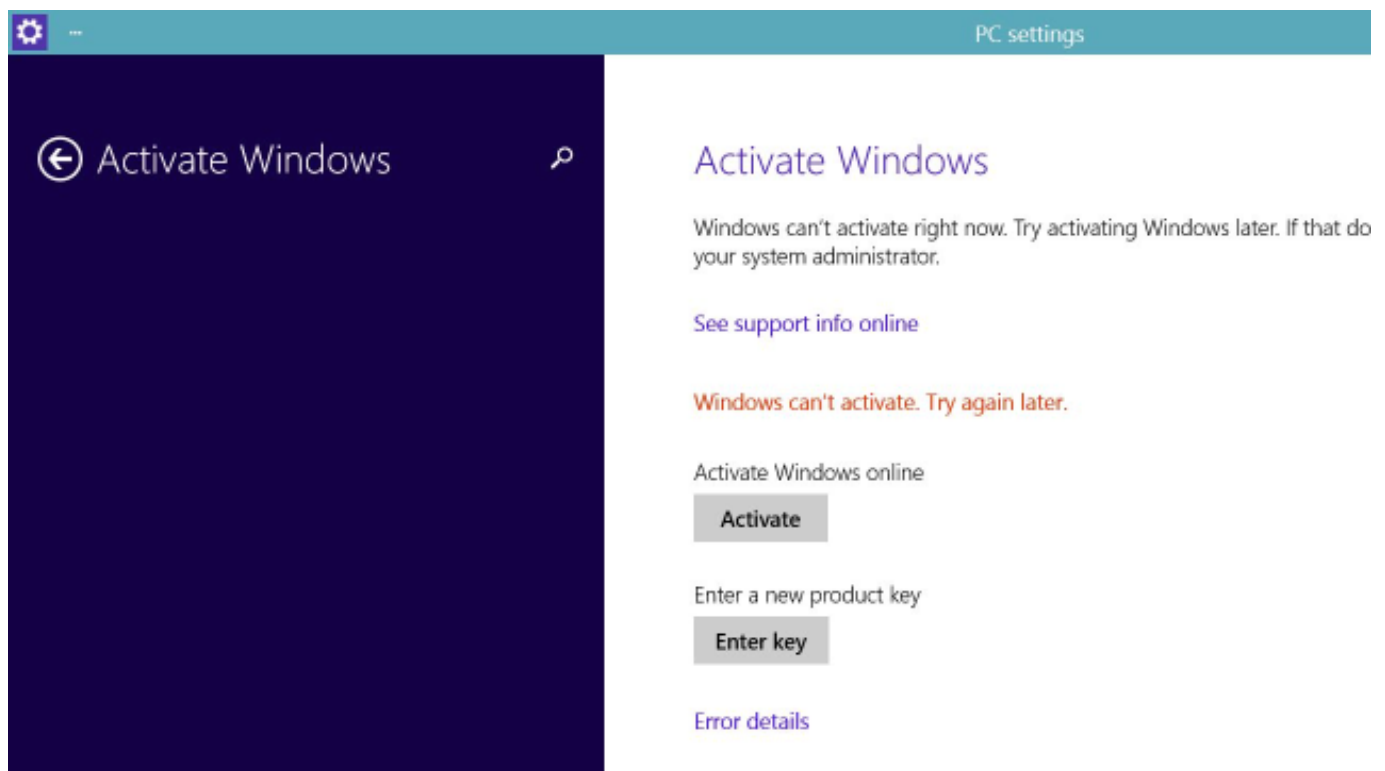 PC settings
Activate Windows
Activate Windows
Windows can't activate right now. Try activating Windows later. If that do
your system administrator.
See support info online
Windows can't activate. Try again later.
Activate Windows online
Activate
Enter a new product key
Enter key
Error details